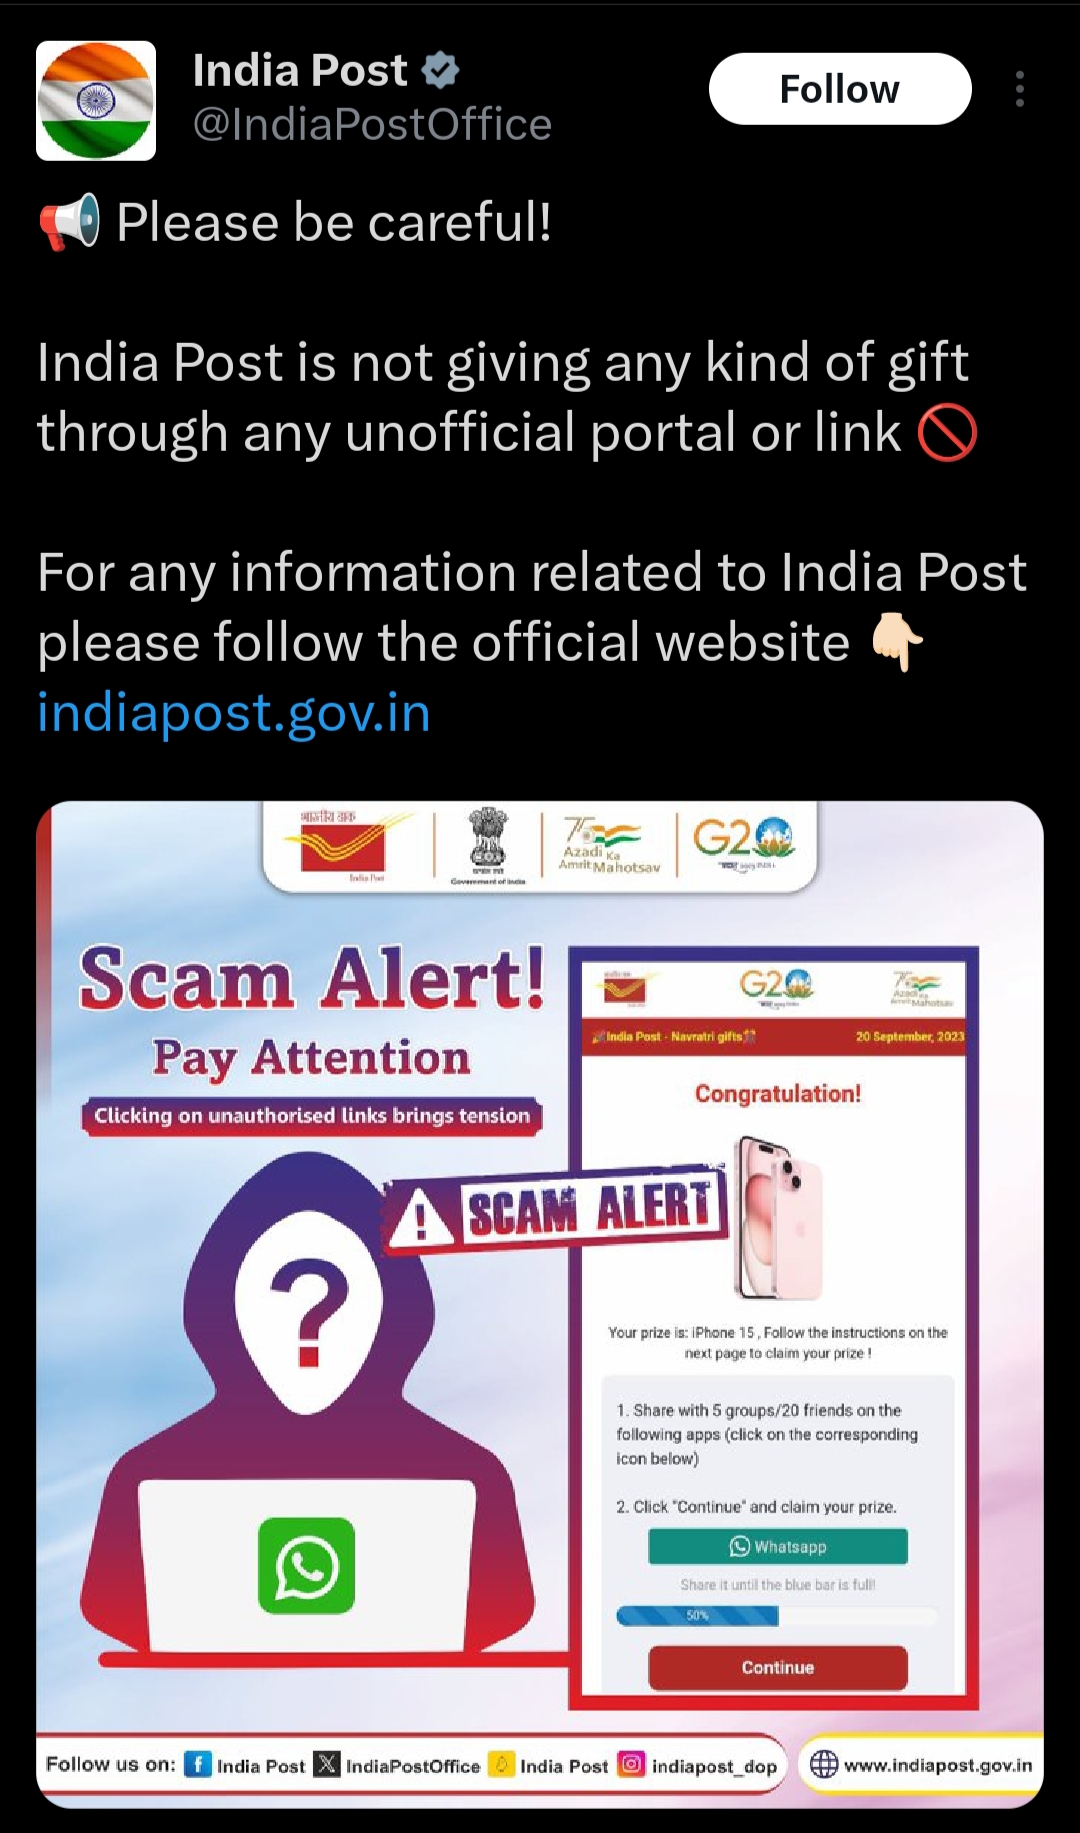 India Post
@IndiaPostOffice
Follow
📢 Please be careful!
India Post is not giving any kind of gift
through any unofficial portal or link 🚫
For any information related to India Post
please follow the official website 👇🏻
indiapost.gov.in
भारतीय डाक
India Post
Government of India
75
Azadi Ka
Amrit Mahotsav
G20
Scam Alert!
Pay Attention
Clicking on unauthorised links brings tension
G20
75
Azadi Ka
Amrit Mahotsav
🎉India Post - Navratri gifts🎊
20 September, 2023
Congratulation!
! SCAM ALERT
?
Your prize is: iPhone 15 , Follow the instructions on the
next page to claim your prize !
1. Share with 5 groups/20 friends on the
following apps (click on the corresponding
icon below)
2. Click "Continue" and claim your prize.
Whatsapp
Share it until the blue bar is full!
50%
Continue
Follow us on: f India Post X IndiaPostOffice India Post indiapost_dop
www.indiapost.gov.in